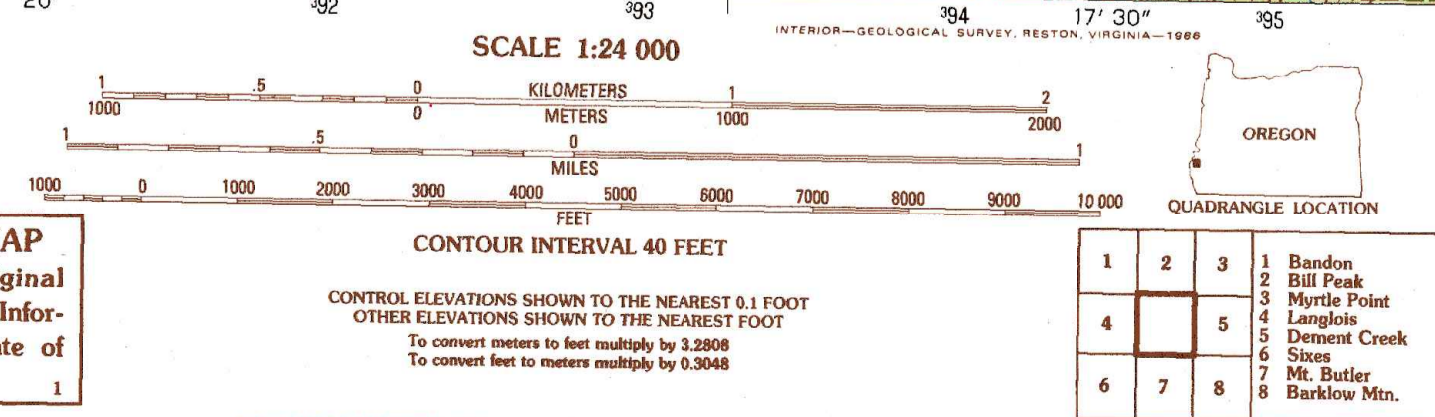 ³92 ³93 ³94 17' 30" ³95
INTERIOR—GEOLOGICAL SURVEY, RESTON, VIRGINIA—1986
SCALE 1:24 000
1 .5 0 KILOMETERS 1 2
1000 0 METERS 1000 2000
1 .5 0 1
MILES
1000 0 1000 2000 3000 4000 5000 6000 7000 8000 9000 10 000
FEET
CONTOUR INTERVAL 40 FEET
CONTROL ELEVATIONS SHOWN TO THE NEAREST 0.1 FOOT
OTHER ELEVATIONS SHOWN TO THE NEAREST FOOT
To convert meters to feet multiply by 3.2808
To convert feet to meters multiply by 0.3048
AP
ginal
Infor-
te of
1
OREGON
QUADRANGLE LOCATION
1 2 3
4 5
6 7 8
1 Bandon
2 Bill Peak
3 Myrtle Point
4 Langlois
5 Dement Creek
6 Sixes
7 Mt. Butler
8 Barklow Mtn.